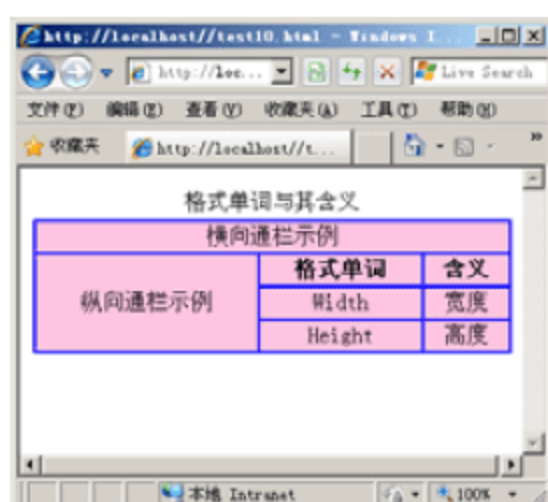 http://localhost//test10.html - Windows I...
http://loc... Live Search
文件(F) 编辑(E) 查看(V) 收藏夹(A) 工具(T) 帮助(H)
收藏夹 http://localhost//t... »
格式单词与其含义
横向通栏示例
纵向通栏示例 格式单词 含义
Width 宽度
Height 高度
本地 Intranet 100%